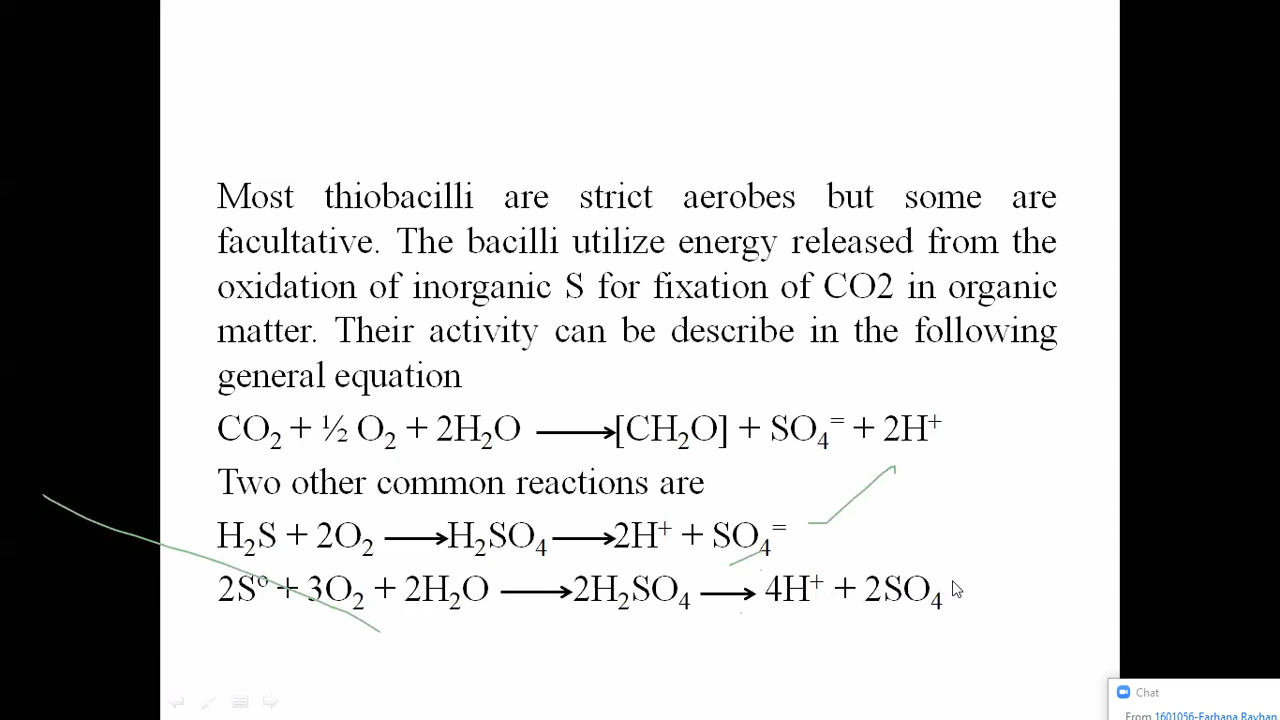 Most thiobacilli are strict aerobes but some are
facultative. The bacilli utilize energy released from the
oxidation of inorganic S for fixation of CO2 in organic
matter. Their activity can be describe in the following
general equation
CO₂ + ½ O₂ + 2H₂O ⟶[CH₂O] + SO₄⁼ + 2H⁺
Two other common reactions are
H₂S + 2O₂ ⟶H₂SO₄⟶2H⁺ + SO₄⁼
2S⁰ + 3O₂ + 2H₂O ⟶2H₂SO₄ ⟶ 4H⁺ + 2SO₄
Chat
From 1601056-Farhana Rayhan